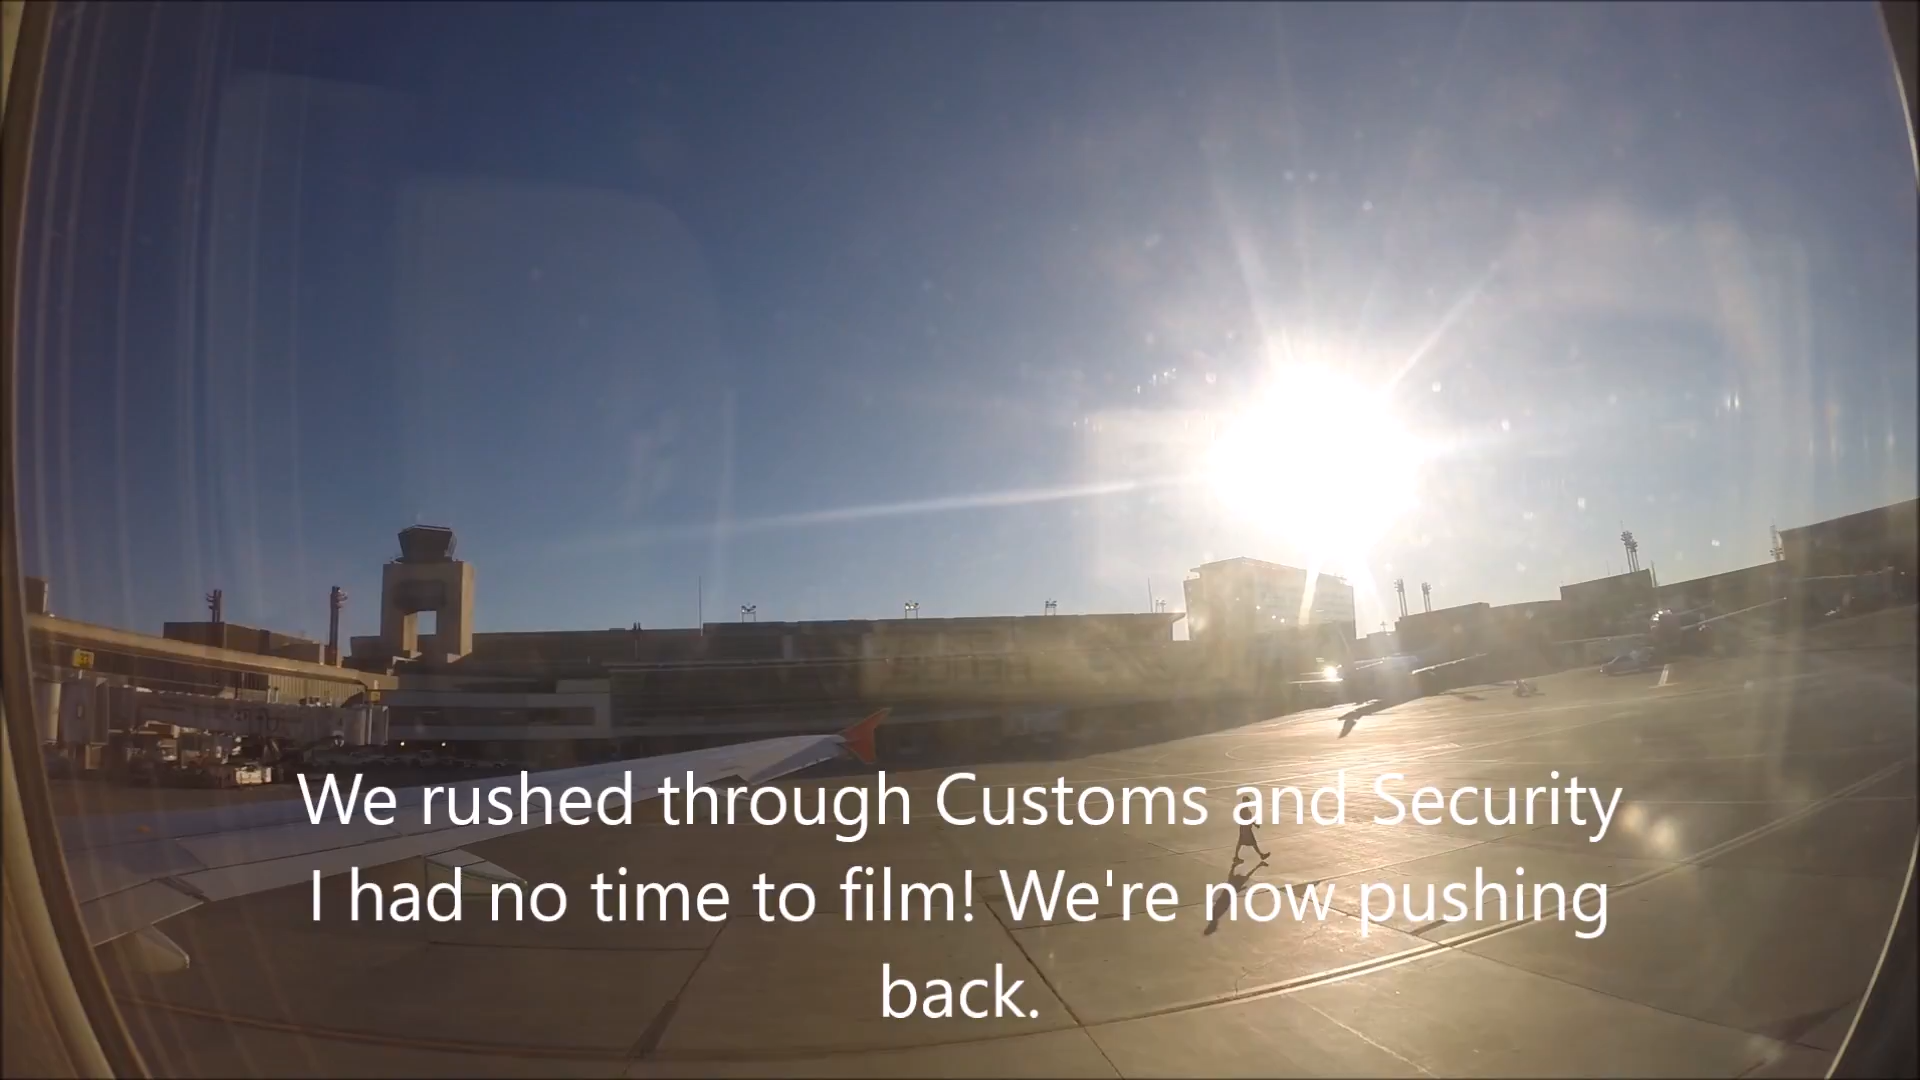 We rushed through Customs and Security
I had no time to film! We're now pushing
back.